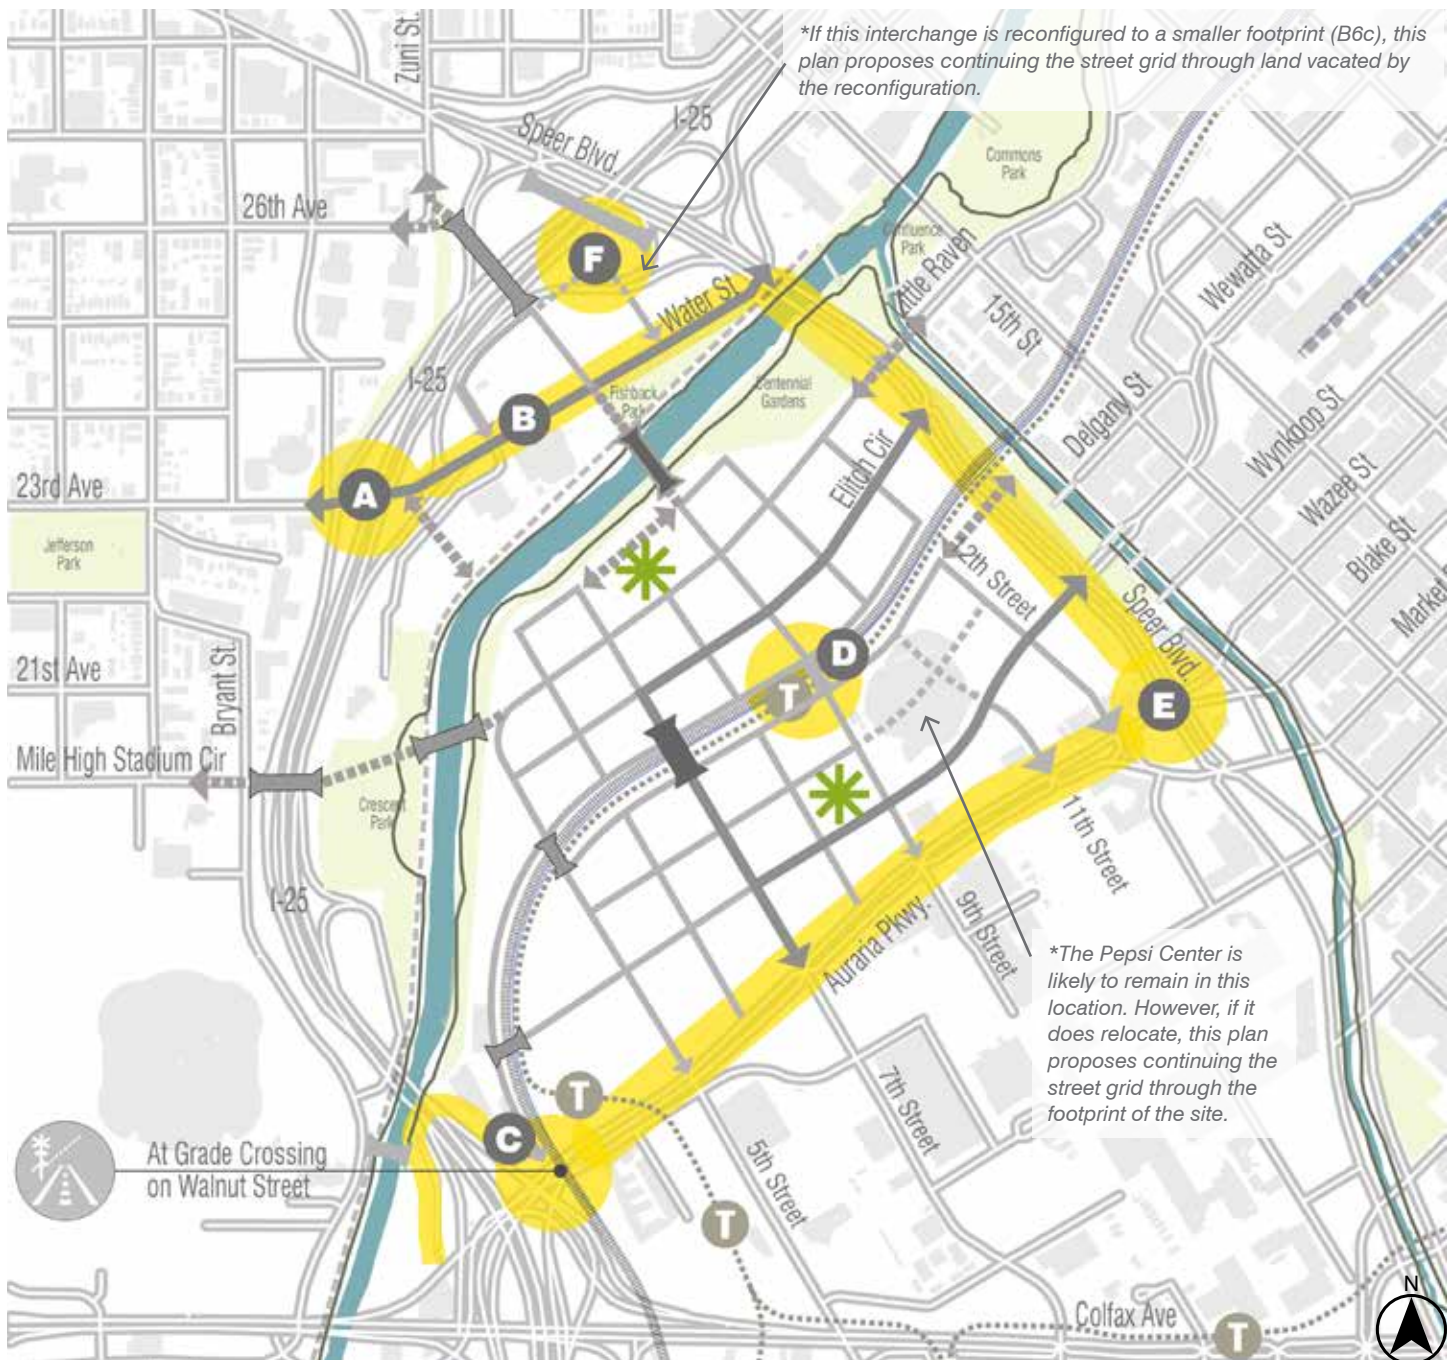 *If this interchange is reconfigured to a smaller footprint (B6c), this
plan proposes continuing the street grid through land vacated by
the reconfiguration.
Zuni St.
I-25
Speer Blvd.
Commons
Park
26th Ave
F
Confluence
Park
Little Raven
Wewatta St
Water St
15th St
I-25
Fishback
Park
Centennial
Gardens
Delgany St
B
Wynkoop St
Elitch Cir
23rd Ave
A
Wazee St
Jefferson
Park
Blake St
12th Street
Market
Speer Blvd.
21st Ave
Bryant St.
D
T
E
Mile High Stadium Cir
Crescent
Park
11th Street
I-25
9th Street
Auraria Pkwy.
*The Pepsi Center is
likely to remain in this
location. However, if it
does relocate, this plan
proposes continuing the
street grid through the
footprint of the site.
7th Street
T
C
At Grade Crossing
on Walnut Street
5th Street
T
N
Colfax Ave
T